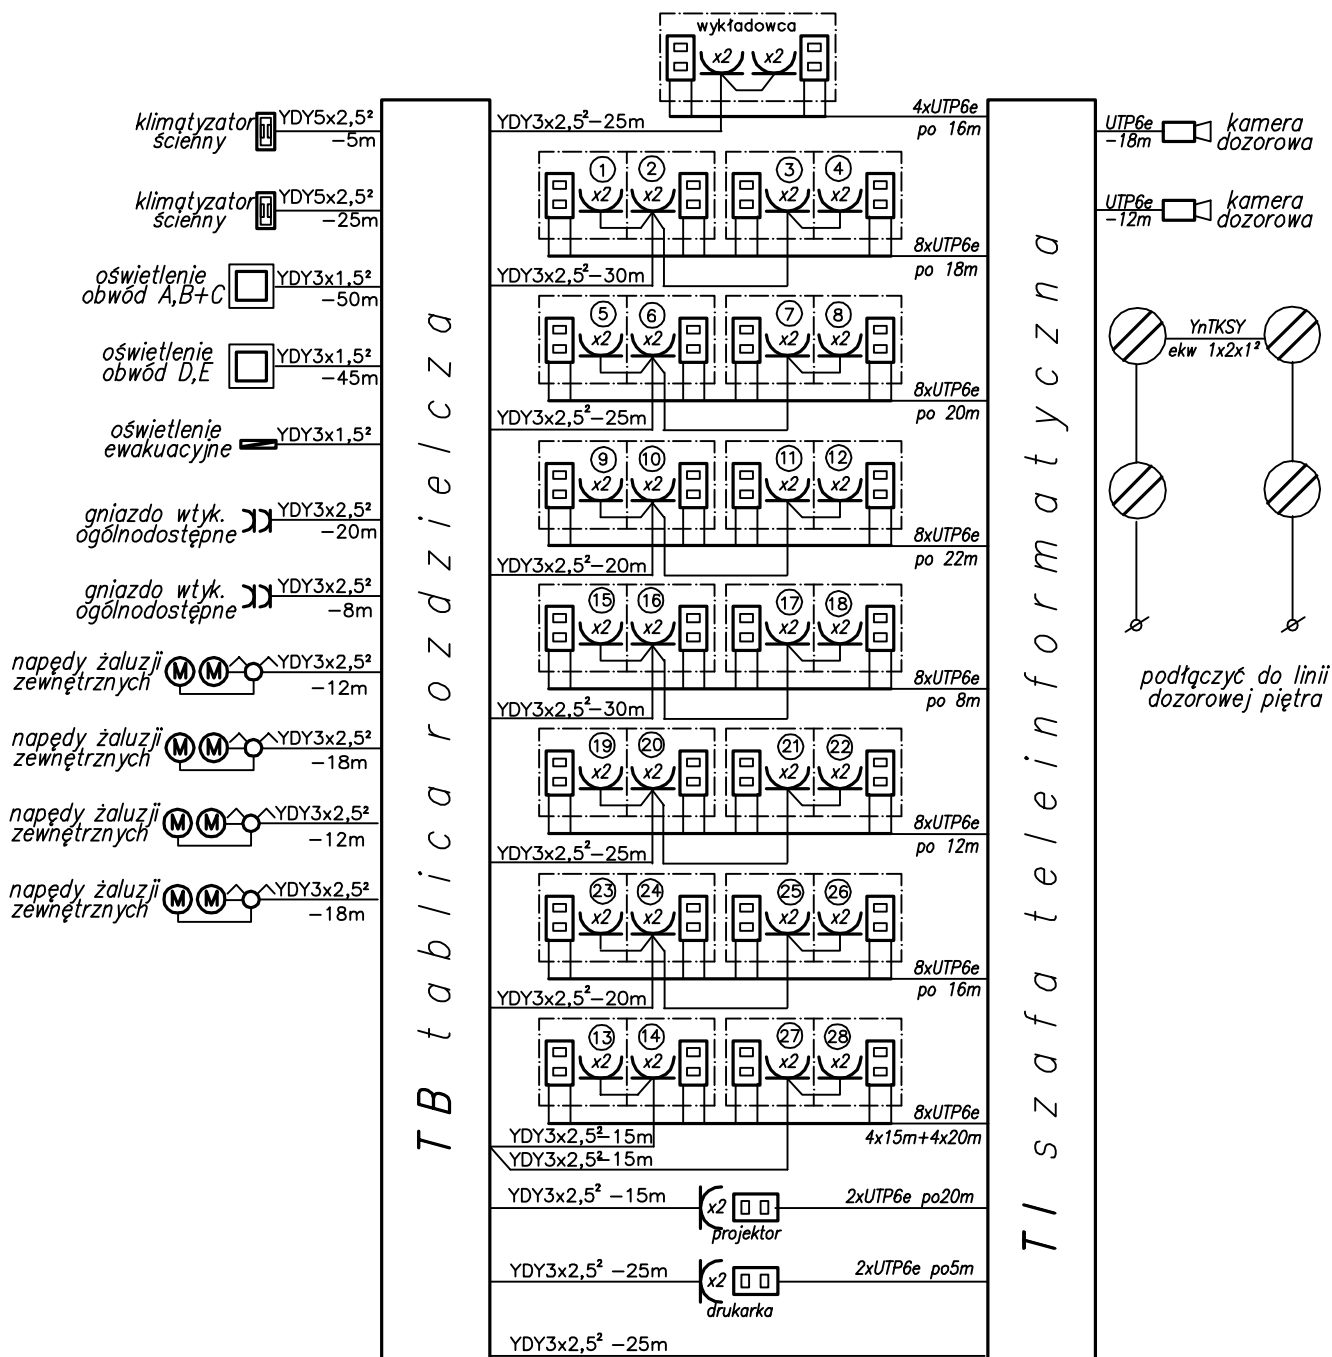 wykładowca
x2 x2
klimatyzator
ścienny
YDY5x2,5²
-5m
klimatyzator
ścienny
YDY5x2,5²
-25m
oświetlenie
obwód A,B+C
YDY3x1,5²
-50m
oświetlenie
obwód D,E
YDY3x1,5²
-45m
oświetlenie
ewakuacyjne
YDY3x1,5²
gniazdo wtyk.
ogólnodostępne
YDY3x2,5²
-20m
gniazdo wtyk.
ogólnodostępne
YDY3x2,5²
-8m
napędy żaluzji
zewnętrznych
M M
YDY3x2,5²
-12m
napędy żaluzji
zewnętrznych
M M
YDY3x2,5²
-18m
napędy żaluzji
zewnętrznych
M M
YDY3x2,5²
-12m
napędy żaluzji
zewnętrznych
M M
YDY3x2,5²
-18m
TB tablica rozdzielcza
YDY3x2,5²-25m
4xUTP6e
po 16m
1 2 3 4
x2 x2 x2 x2
8xUTP6e
po 18m
YDY3x2,5²-30m
5 6 7 8
x2 x2 x2 x2
8xUTP6e
po 20m
YDY3x2,5²-25m
9 10 11 12
x2 x2 x2 x2
8xUTP6e
po 22m
YDY3x2,5²-20m
15 16 17 18
x2 x2 x2 x2
8xUTP6e
po 8m
YDY3x2,5²-30m
19 20 21 22
x2 x2 x2 x2
8xUTP6e
po 12m
YDY3x2,5²-25m
23 24 25 26
x2 x2 x2 x2
8xUTP6e
po 16m
YDY3x2,5²-20m
13 14 27 28
x2 x2 x2 x2
8xUTP6e
4x15m+4x20m
YDY3x2,5²-15m
YDY3x2,5²-15m
YDY3x2,5² -15m
x2
projektor
2xUTP6e po20m
YDY3x2,5² -25m
x2
drukarka
2xUTP6e po5m
YDY3x2,5² -25m
TI szafa teleinformatyczna
UTP6e
-18m
kamera
dozorowa
UTP6e
-12m
kamera
dozorowa
YnTKSY
ekw 1x2x1²
podłączyć do linii
dozorowej piętra